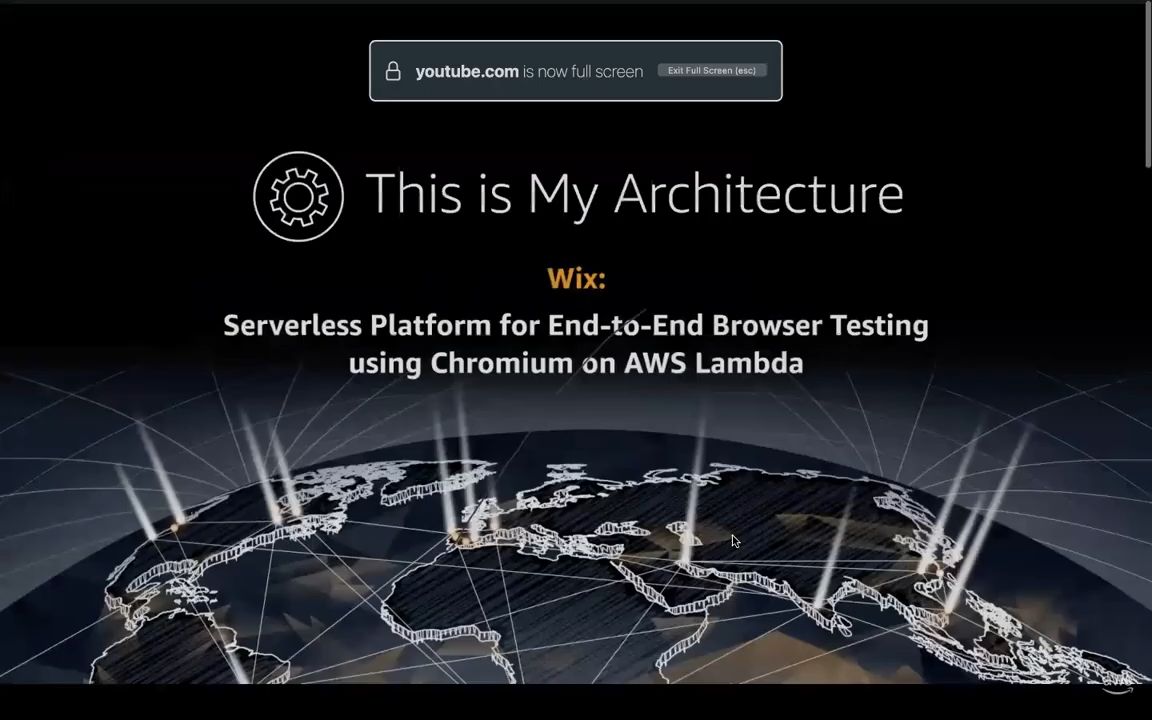 youtube.com is now full screen Exit Full Screen (esc)
This is My Architecture
Wix:
Serverless Platform for End-to-End Browser Testing
using Chromium on AWS Lambda